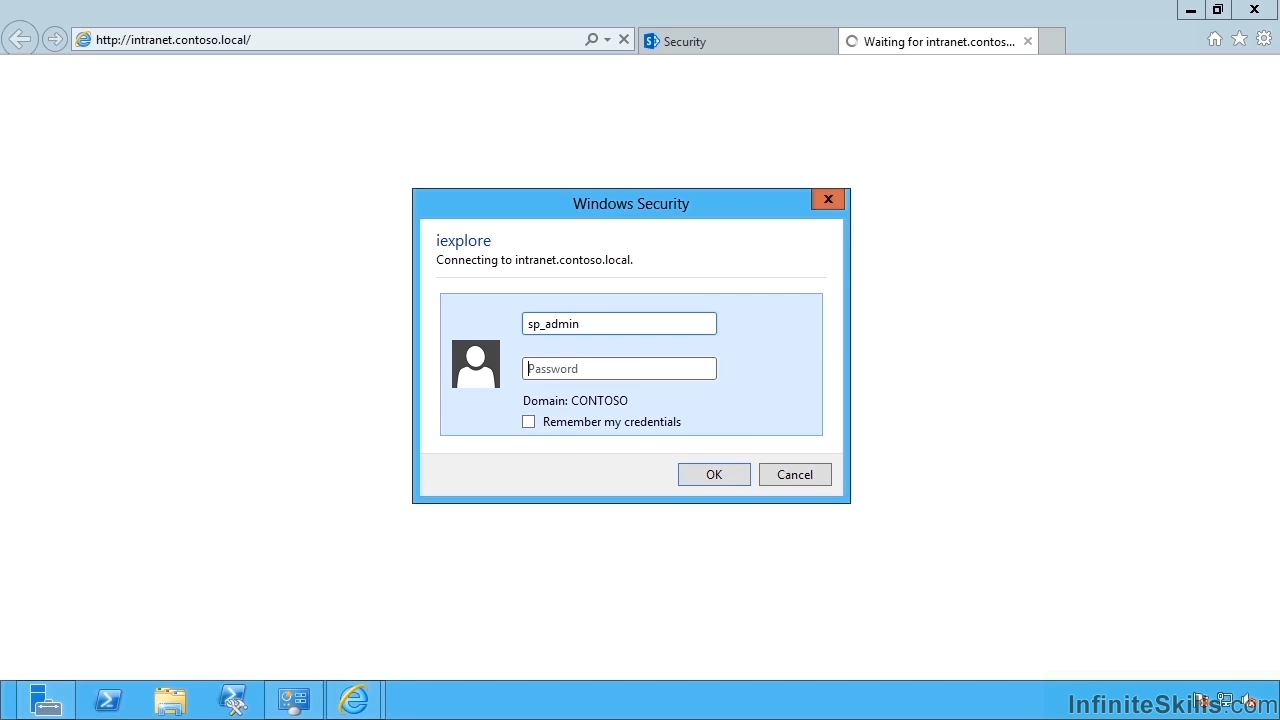 http://intranet.contoso.local/
Security
Waiting for intranet.contos...
Windows Security
iexplore
Connecting to intranet.contoso.local.
sp_admin
Password
Domain: CONTOSO
Remember my credentials
OK
Cancel
InfiniteSkills.com